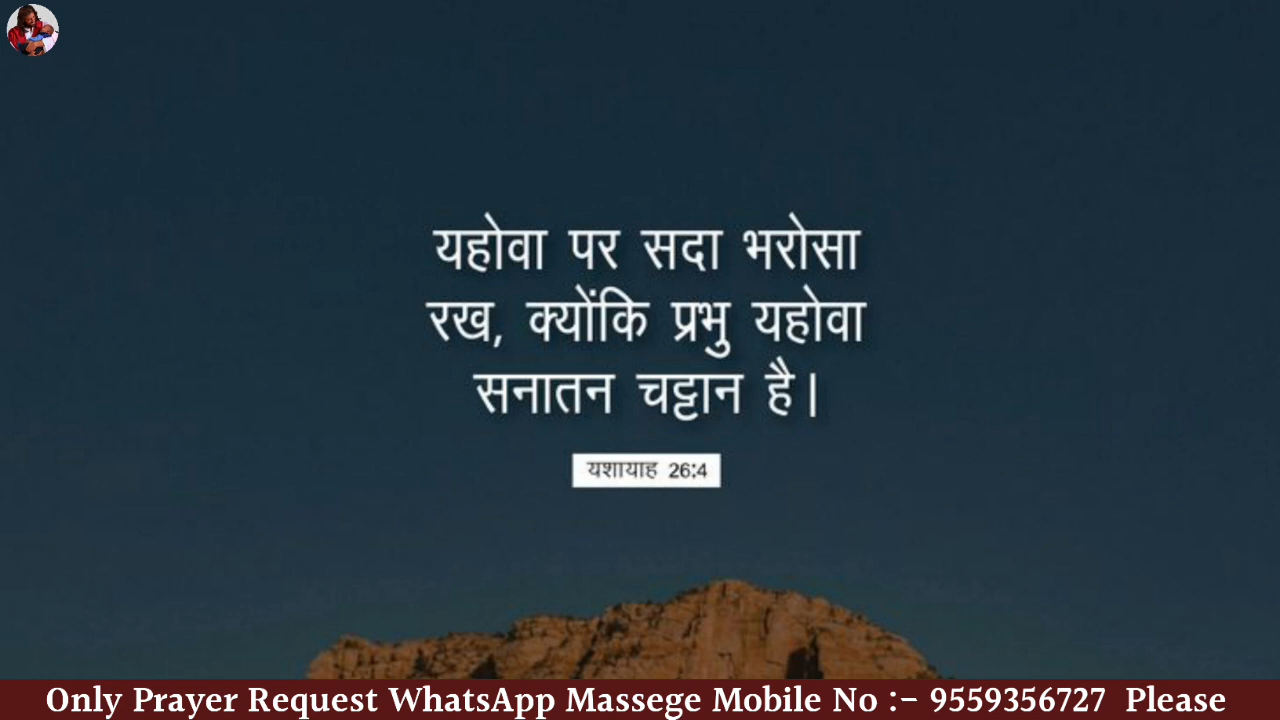 यहोवा पर सदा भरोसा
रख, क्योंकि प्रभु यहोवा
सनातन चट्टान है।
यशायाह 26:4
Only Prayer Request WhatsApp Massege Mobile No :- 9559356727 Please